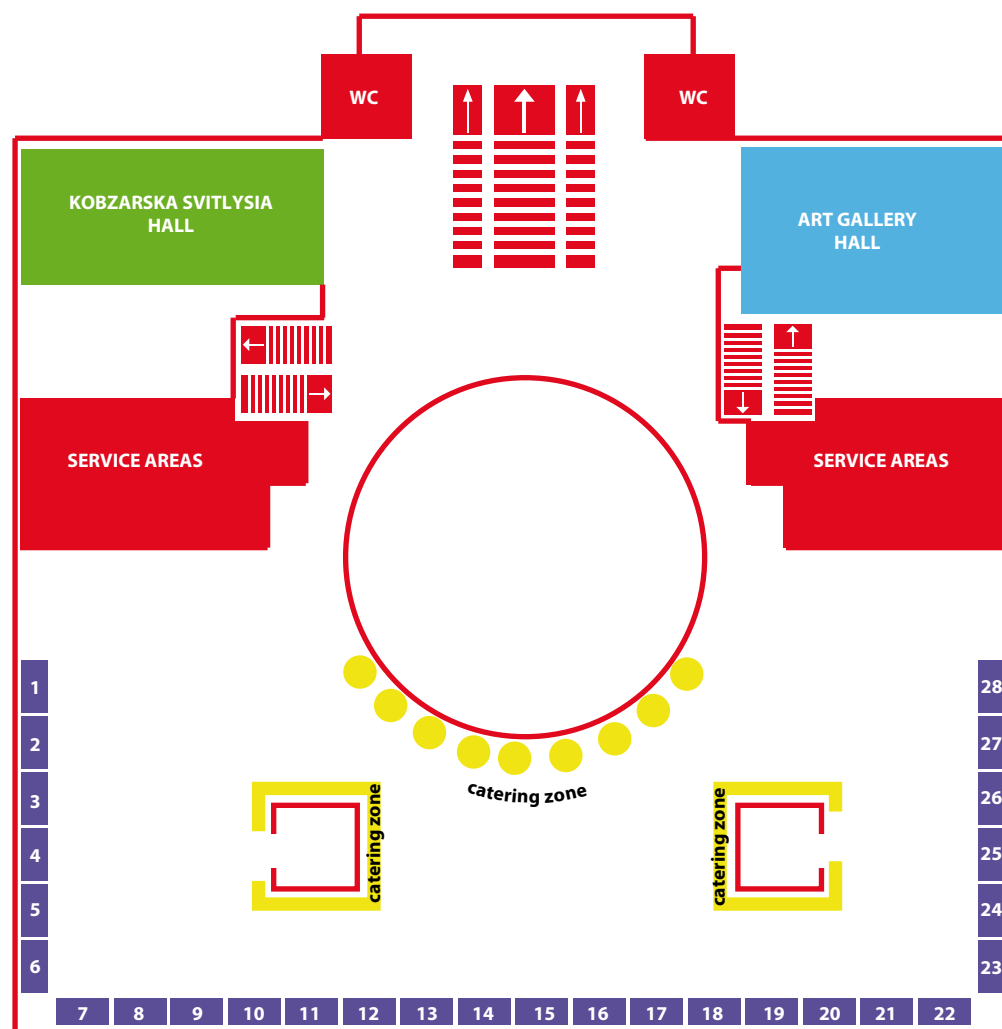 WC
WC
KOBZARSKA SVITLYSIA
HALL
ART GALLERY
HALL
SERVICE AREAS
SERVICE AREAS
1
2
3
4
5
6
28
27
26
25
24
23
catering zone
catering zone
catering zone
7
8
9
10
11
12
13
14
15
16
17
18
19
20
21
22